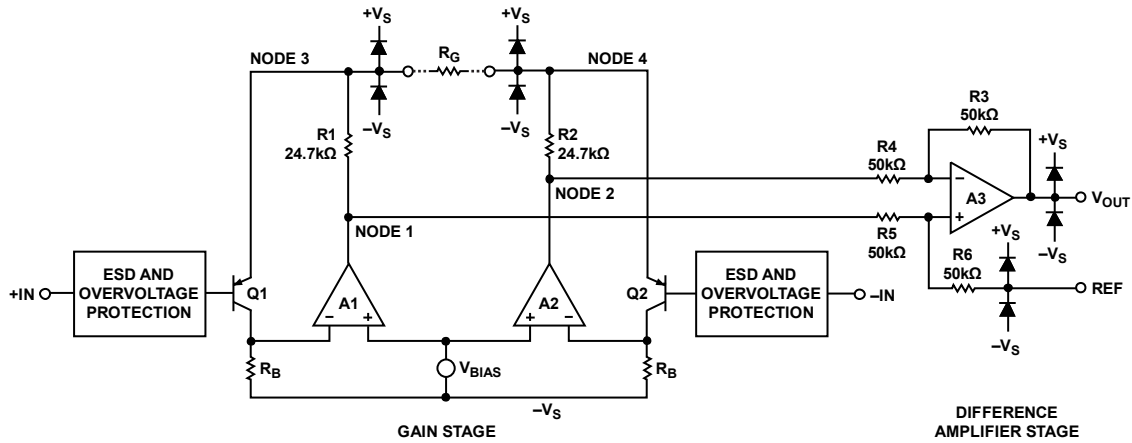 +VS
+VS
NODE 3
RG
NODE 4
–VS
–VS
R1
24.7kΩ
R2
24.7kΩ
R3
50kΩ
R4
50kΩ
+VS
–
A3
+
VOUT
NODE 2
NODE 1
R5
50kΩ
–VS
+VS
R6
50kΩ
REF
–VS
+IN
ESD AND
OVERVOLTAGE
PROTECTION
Q1
A1
–
+
A2
+
–
Q2
ESD AND
OVERVOLTAGE
PROTECTION
–IN
RB
VBIAS
RB
–VS
GAIN STAGE
DIFFERENCE
AMPLIFIER STAGE